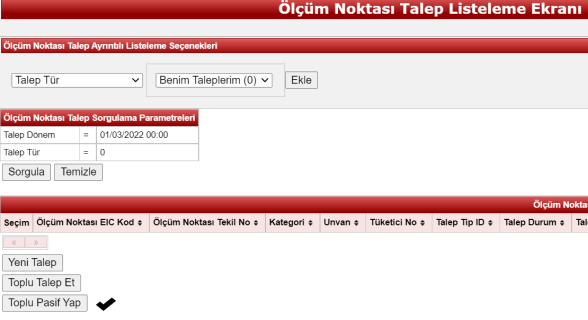 Ölçüm Noktası Talep Listeleme Ekranı
Ölçüm Noktası Talep Ayrıntılı Listeleme Seçenekleri
Talep Tür Benim Taleplerim (0) Ekle
Ölçüm Noktası Talep Sorgulama Parametreleri
Talep Dönem = 01/03/2022 00:00
Talep Tür = 0
Sorgula Temizle
Ölçüm Nokta
Seçim Ölçüm Noktası EIC Kod Ölçüm Noktası Tekil No Kategori Unvan Tüketici No Talep Tip ID Talep Durum Tal
« »
Yeni Talep
Toplu Talep Et
Toplu Pasif Yap